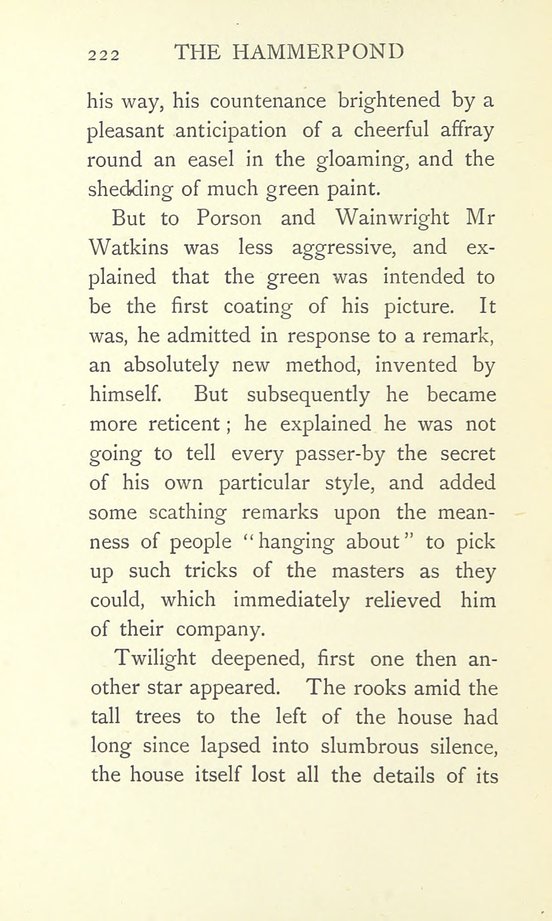 222 THE HAMMERPOND
his way, his countenance brightened by a
pleasant anticipation of a cheerful affray
round an easel in the gloaming, and the
shedding of much green paint.
But to Porson and Wainwright Mr
Watkins was less aggressive, and ex-
plained that the green was intended to
be the first coating of his picture. It
was, he admitted in response to a remark,
an absolutely new method, invented by
himself. But subsequently he became
more reticent ; he explained he was not
going to tell every passer-by the secret
of his own particular style, and added
some scathing remarks upon the mean-
ness of people “hanging about” to pick
up such tricks of the masters as they
could, which immediately relieved him
of their company.
Twilight deepened, first one then an-
other star appeared. The rooks amid the
tall trees to the left of the house had
long since lapsed into slumbrous silence,
the house itself lost all the details of its